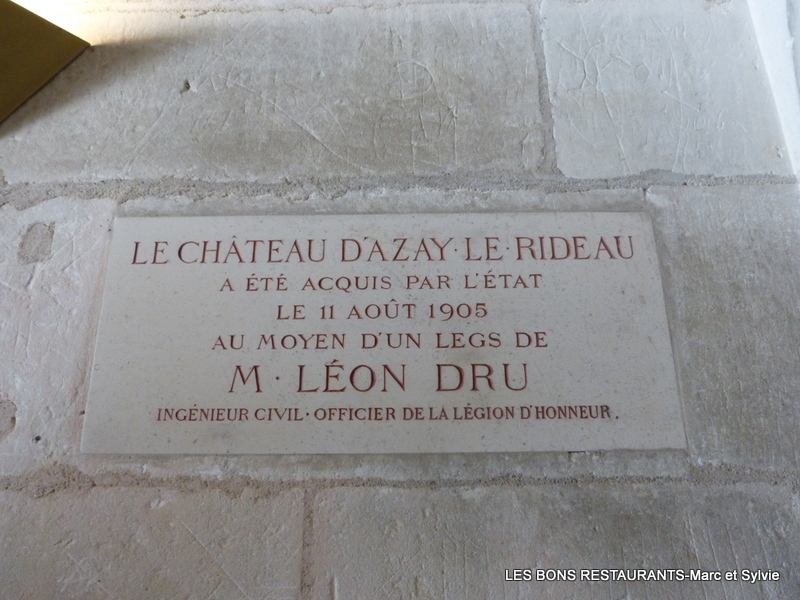 LE CHÂTEAU D'AZAY·LE·RIDEAU
A ÉTÉ ACQUIS PAR L'ÉTAT
LE 11 AOÛT 1905
AU MOYEN D'UN LEGS DE
M · LÉON DRU
INGÉNIEUR CIVIL · OFFICIER DE LA LÉGION D'HONNEUR.
LES BONS RESTAURANTS-Marc et Sylvie